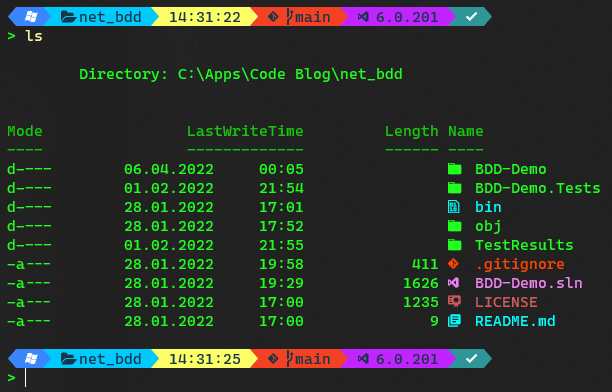 net_bdd 14:31:22 main 6.0.201 ✓
> ls
Directory: C:\Apps\Code Blog\net_bdd
Mode LastWriteTime Length Name
---- ------------- ------ ----
d---- 06.04.2022 00:05 BDD-Demo
d---- 01.02.2022 21:54 BDD-Demo.Tests
d---- 28.01.2022 17:01 bin
d---- 28.01.2022 17:52 obj
d---- 01.02.2022 21:55 TestResults
-a--- 28.01.2022 19:58 411 .gitignore
-a--- 28.01.2022 19:29 1626 BDD-Demo.sln
-a--- 28.01.2022 17:00 1235 LICENSE
-a--- 28.01.2022 17:00 9 README.md
net_bdd 14:31:25 main 6.0.201 ✓
>